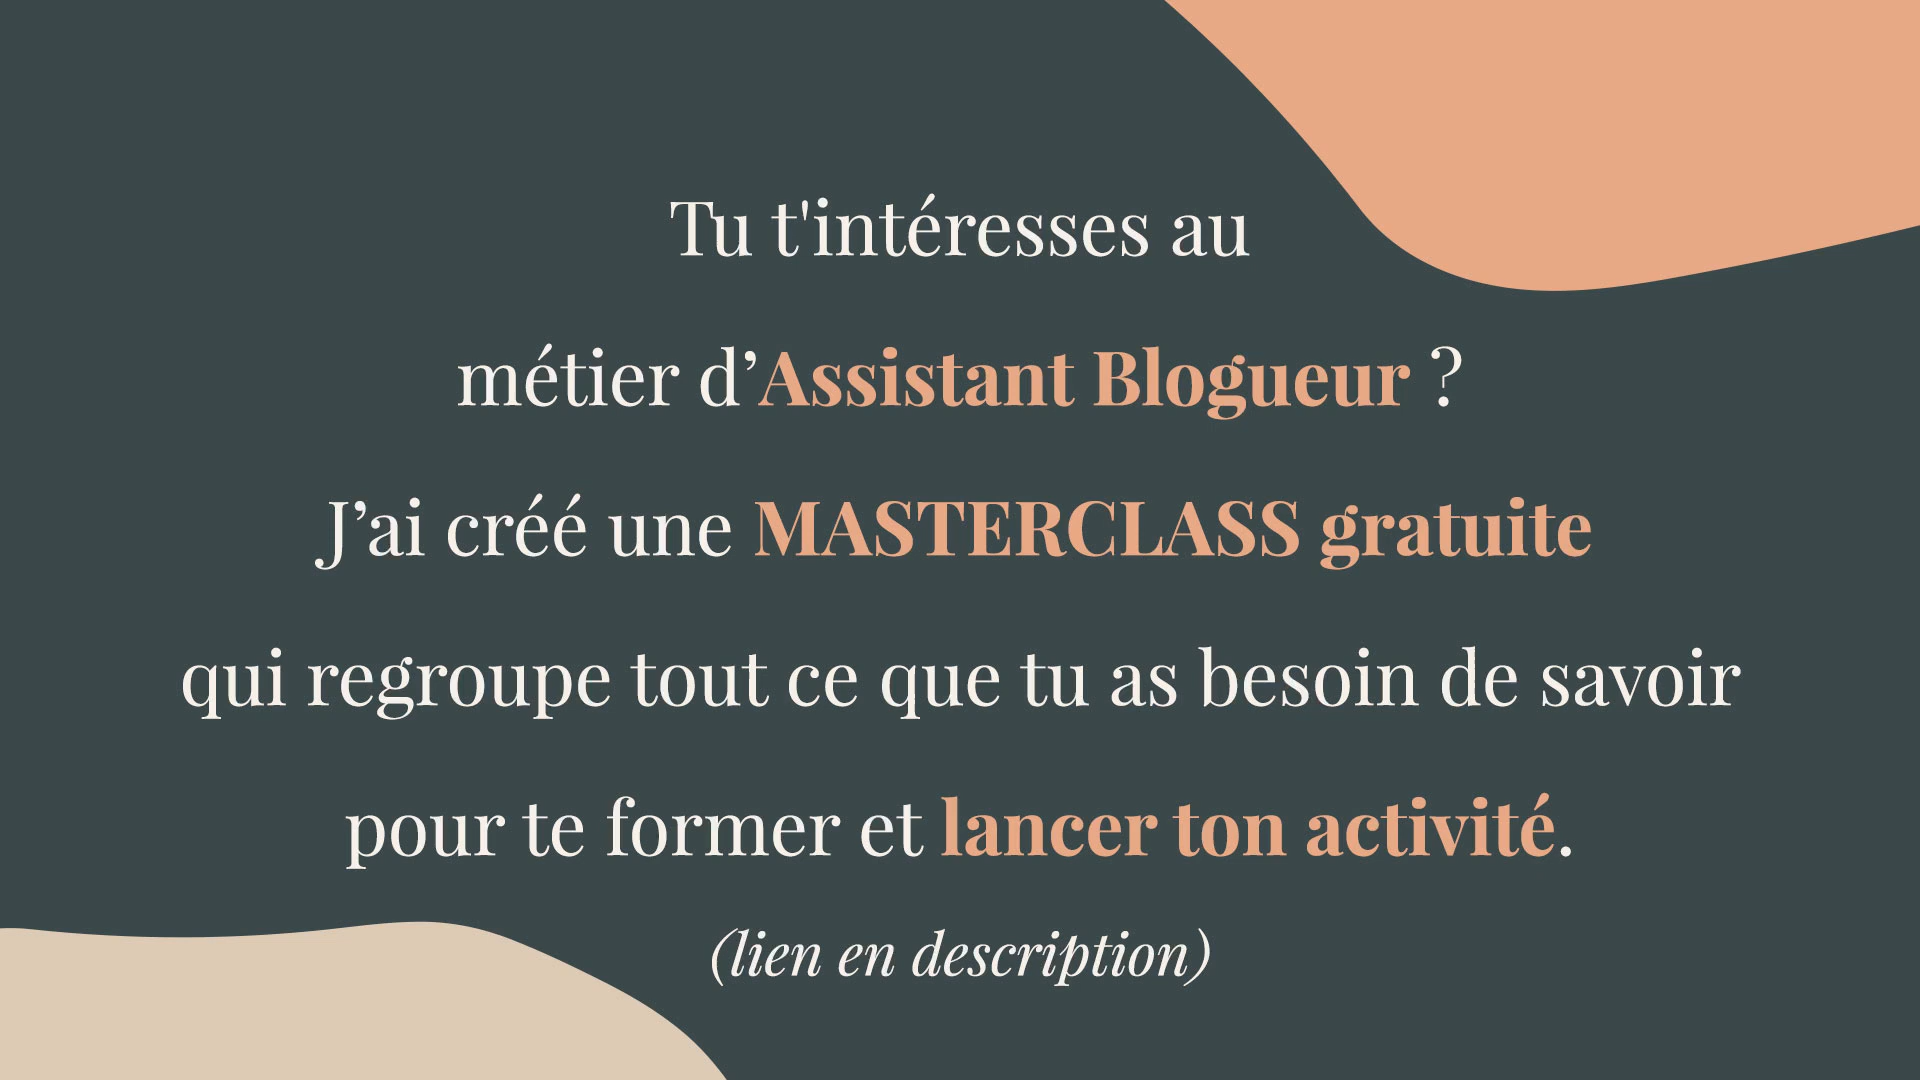 Tu t'intéresses au
métier d’Assistant Blogueur ?
J’ai créé une MASTERCLASS gratuite
qui regroupe tout ce que tu as besoin de savoir
pour te former et lancer ton activité.
(lien en description)